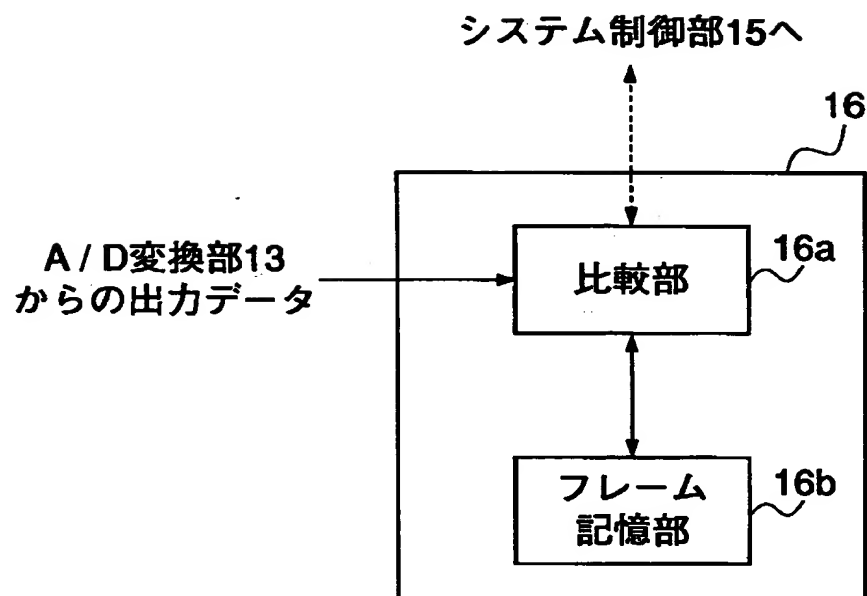 システム制御部15へ
16
A / D変換部13
からの出力データ
比較部
16a
フレーム
記憶部
16b